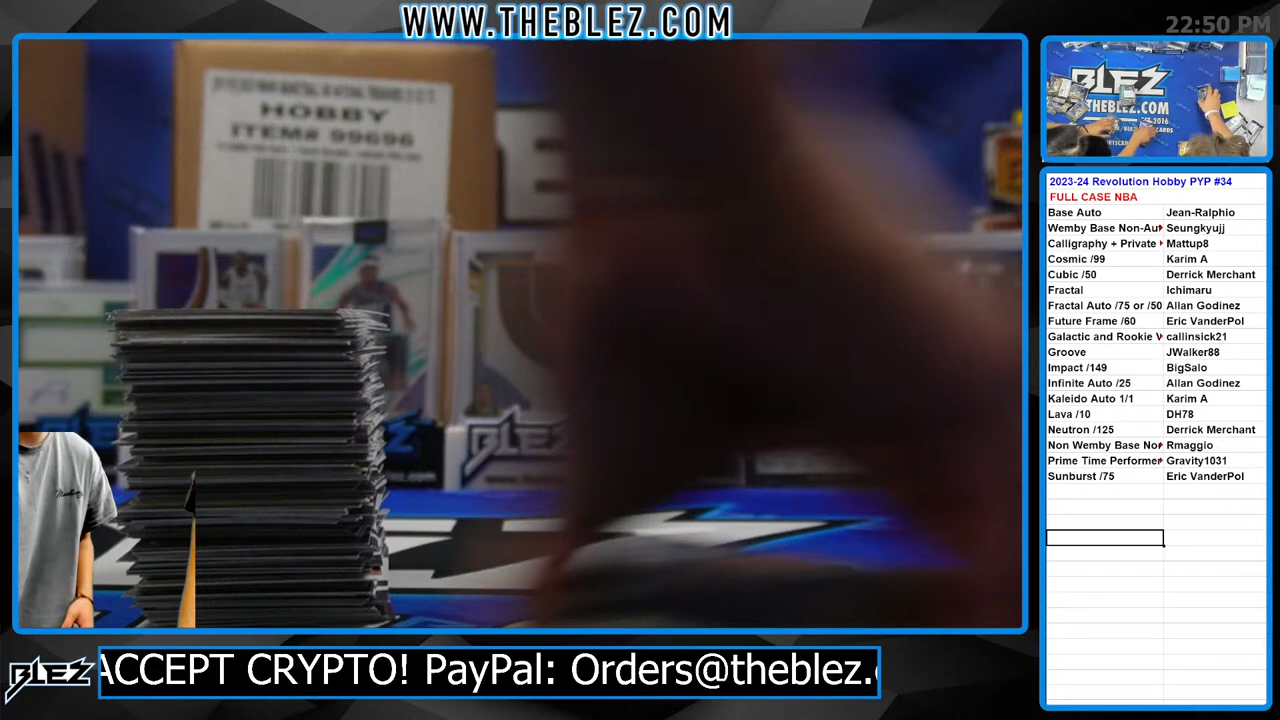 WWW.THEBLEZ.COM
22:50 PM
HOBBY
ITEM# 99696
BLEZ
THEBLEZ.COM
2023-24 Revolution Hobby PYP #34
FULL CASE NBA
Base Auto Jean-Ralphio
Wemby Base Non-Au Seungkyujj
Calligraphy + Private Mattup8
Cosmic /99 Karim A
Cubic /50 Derrick Merchant
Fractal Ichimaru
Fractal Auto /75 or /50 Allan Godinez
Future Frame /60 Eric VanderPol
Galactic and Rookie callinsick21
Groove JWalker88
Impact /149 BigSalo
Infinite Auto /25 Allan Godinez
Kaleido Auto 1/1 Karim A
Lava /10 DH78
Neutron /125 Derrick Merchant
Non Wemby Base No Rmaggio
Prime Time Performe Gravity1031
Sunburst /75 Eric VanderPol
BLEZ
BLEZ
ACCEPT CRYPTO! PayPal: Orders@theblez.